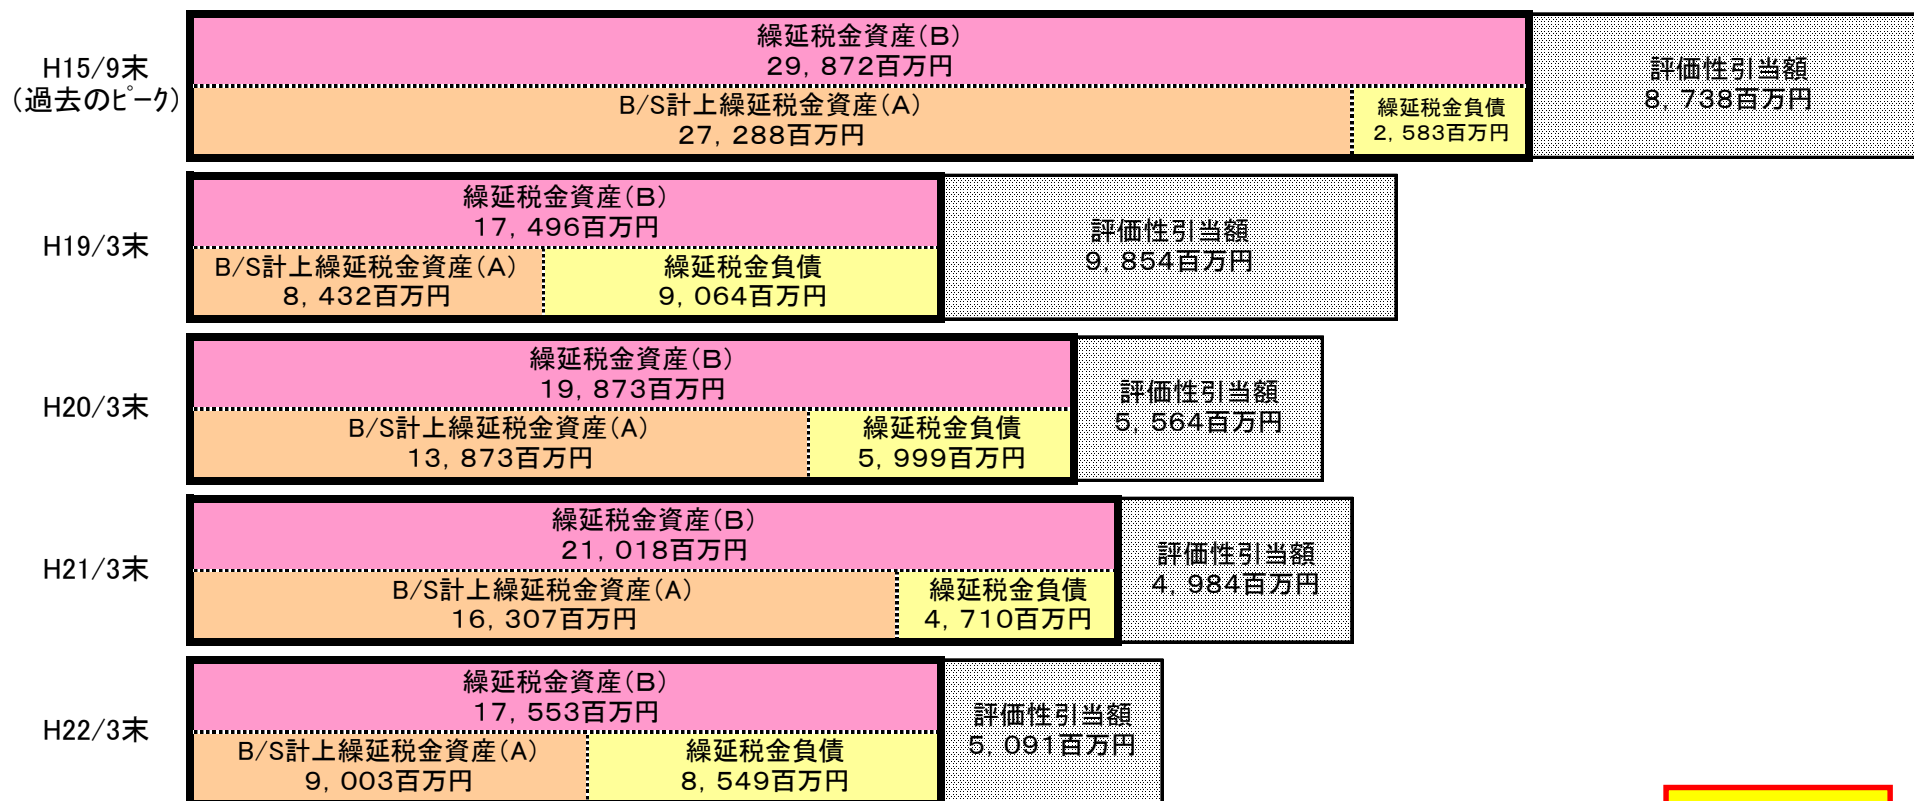 H15/9末
(過去のピーク)
繰延税金資産(B)
29,872百万円
B/S計上繰延税金資産(A)
27,288百万円
繰延税金負債
2,583百万円
評価性引当額
8,738百万円
H19/3末
繰延税金資産(B)
17,496百万円
B/S計上繰延税金資産(A)
8,432百万円
繰延税金負債
9,064百万円
評価性引当額
9,854百万円
H20/3末
繰延税金資産(B)
19,873百万円
B/S計上繰延税金資産(A)
13,873百万円
繰延税金負債
5,999百万円
評価性引当額
5,564百万円
H21/3末
繰延税金資産(B)
21,018百万円
B/S計上繰延税金資産(A)
16,307百万円
繰延税金負債
4,710百万円
評価性引当額
4,984百万円
H22/3末
繰延税金資産(B)
17,553百万円
B/S計上繰延税金資産(A)
9,003百万円
繰延税金負債
8,549百万円
評価性引当額
5,091百万円